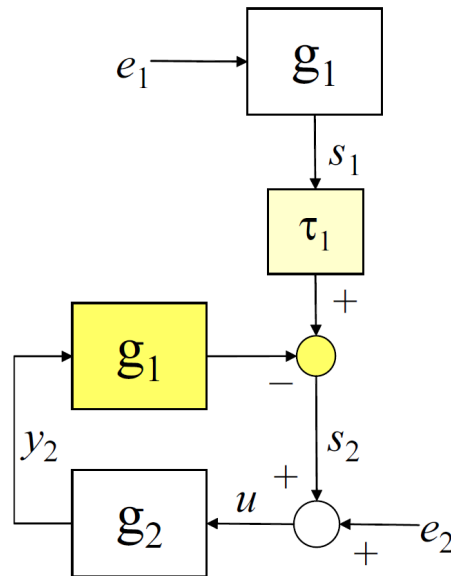 e₁
g₁
s₁
τ₁
+
g₁
−
y₂
s₂
+
g₂
u
e₂
+